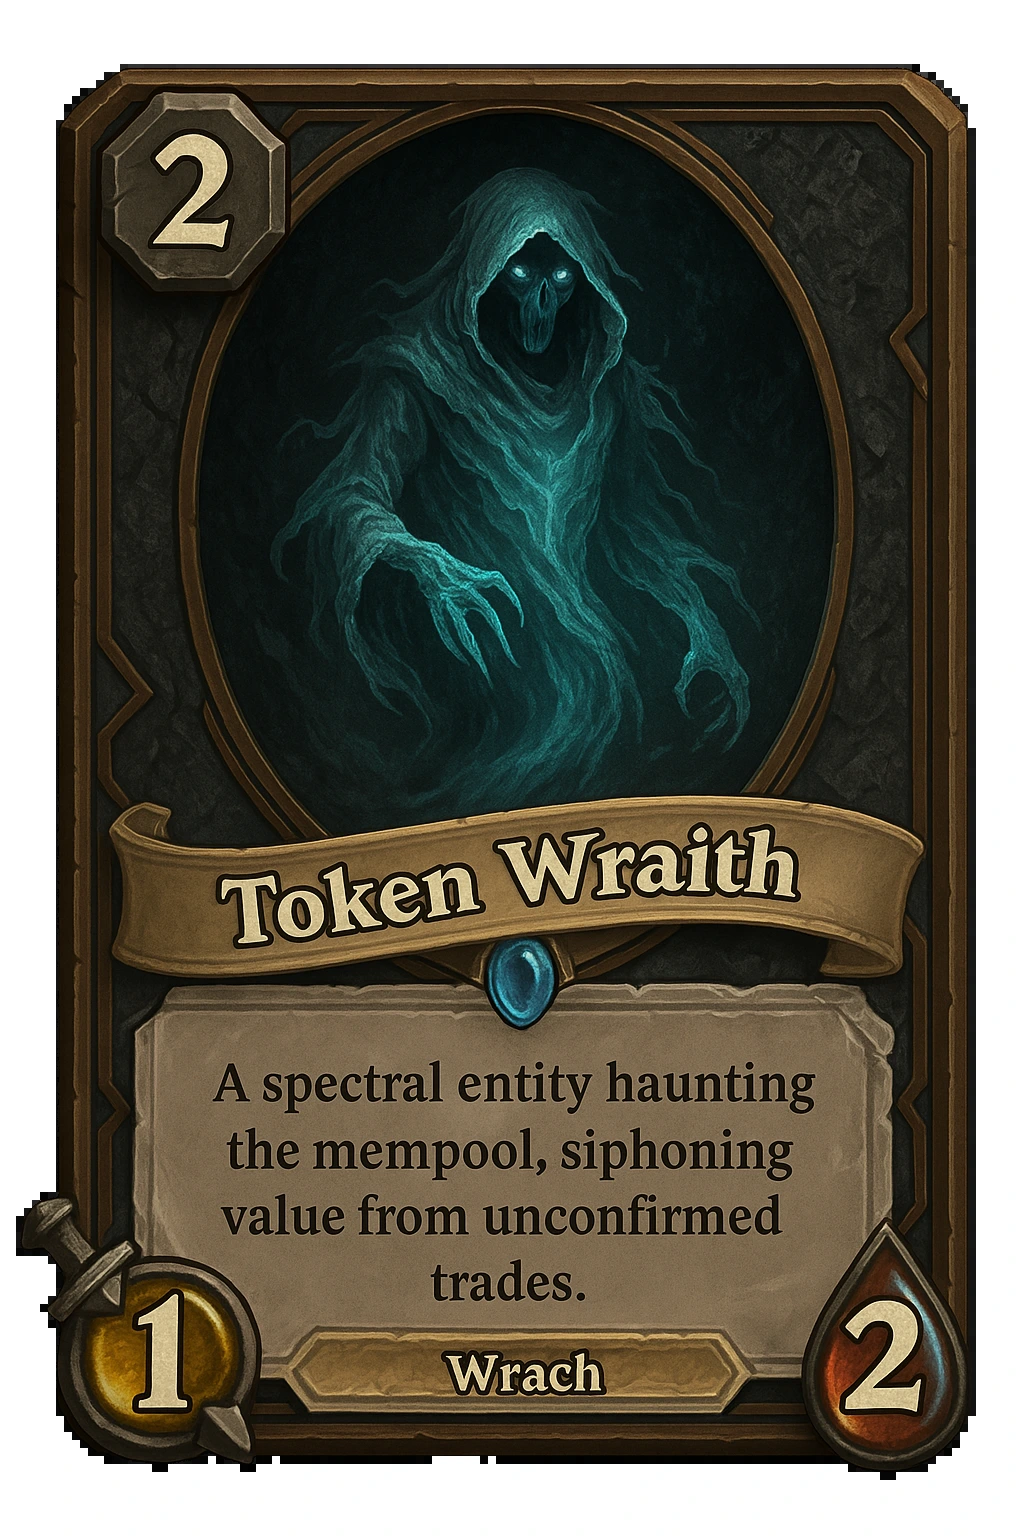 2
Token Wraith
A spectral entity haunting
the mempool, siphoning
value from unconfirmed
trades.
Wrach
1
2